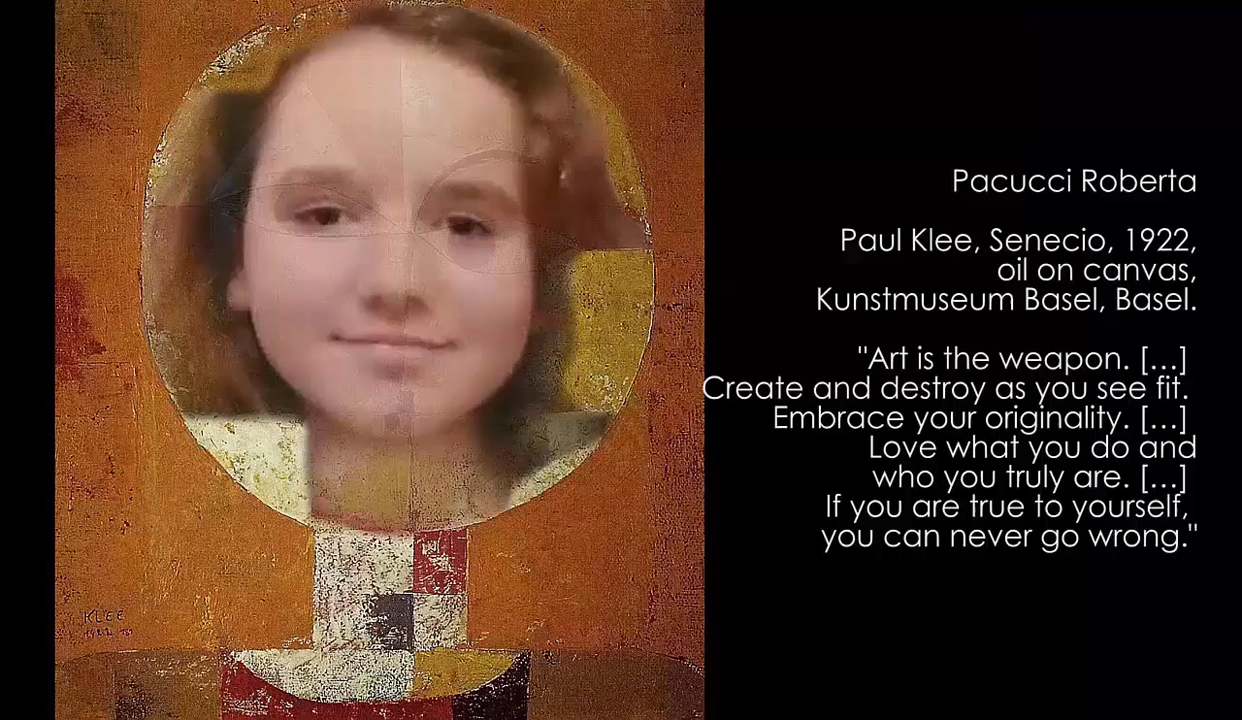 Pacucci Roberta
Paul Klee, Senecio, 1922,
oil on canvas,
Kunstmuseum Basel, Basel.
"Art is the weapon. [...]
Create and destroy as you see fit.
Embrace your originality. [...]
Love what you do and
who you truly are. [...]
If you are true to yourself,
you can never go wrong."
KLEE